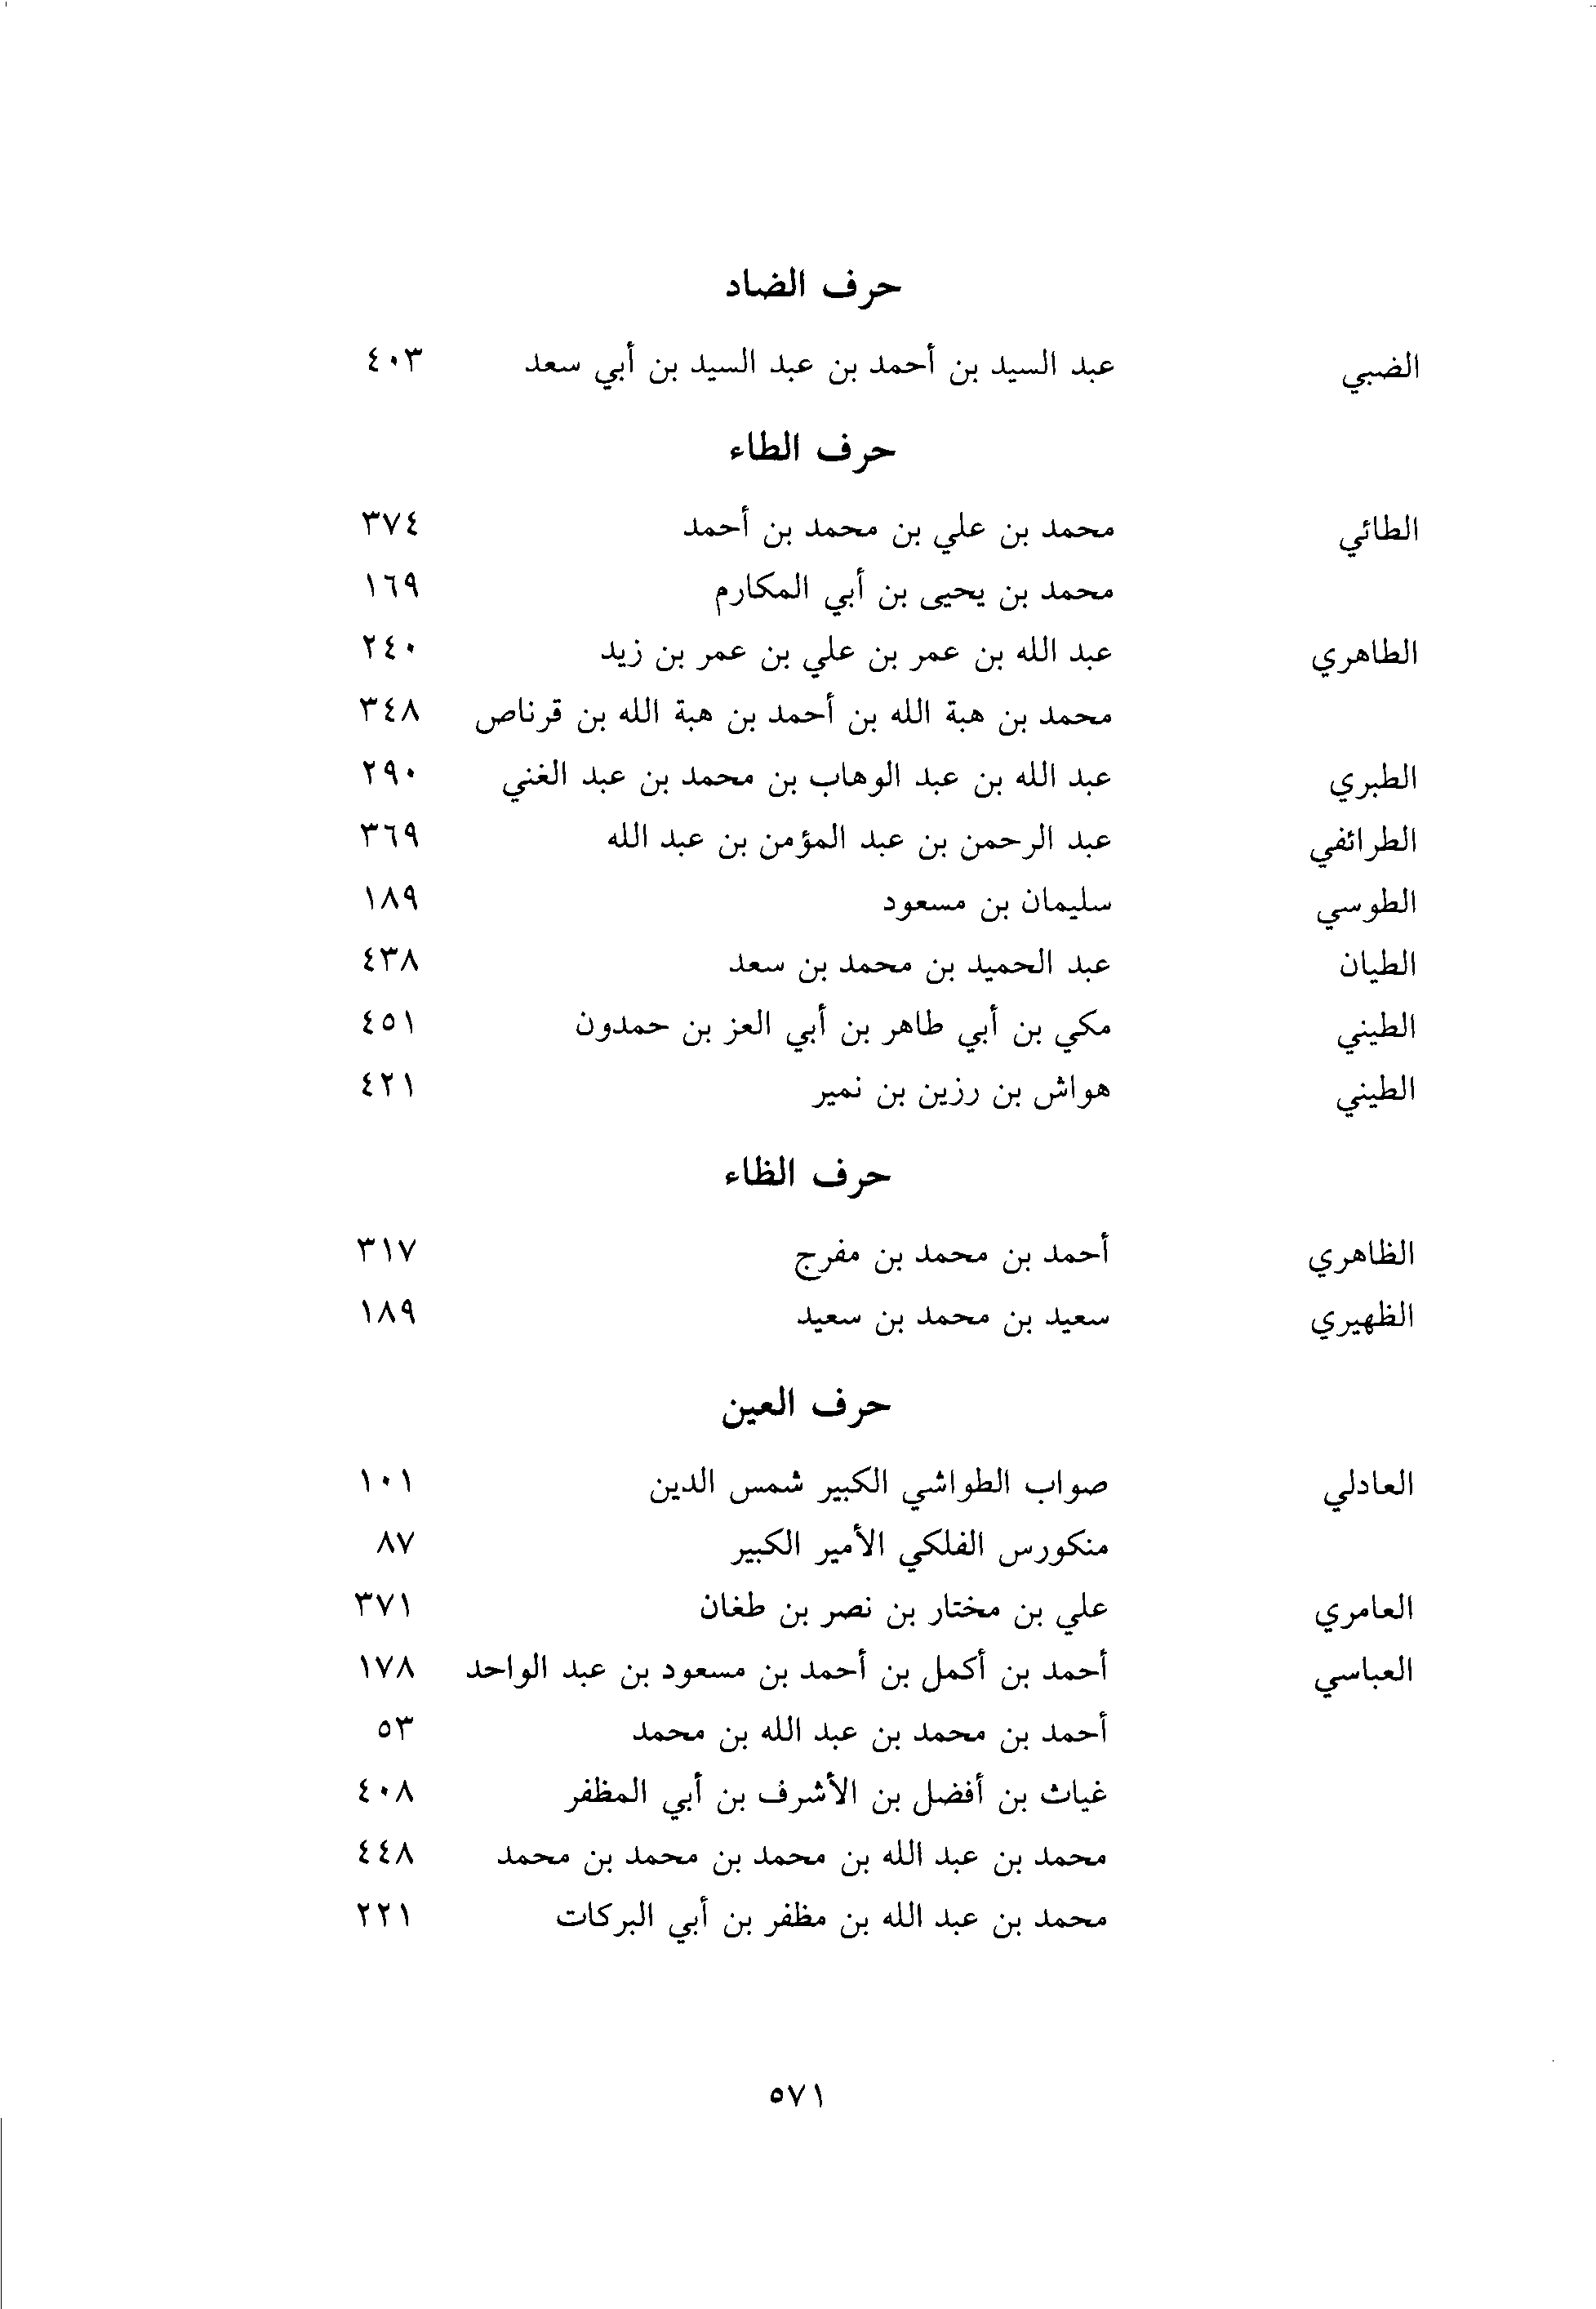 حرف الضاد
الضبي عبد السيد بن أحمد بن عبد السيد بن أبي سعد ٤٠٣
حرف الطاء
الطائي محمد بن علي بن محمد بن أحمد ٣٧٤
محمد بن يحيى بن أبي المكارم ١٦٩
الطاهري عبد الله بن عمر بن علي بن عمر بن زيد ٢٤٠
محمد بن هبة الله بن أحمد بن هبة الله بن قرناص ٣٤٨
الطبري عبد الله بن عبد الوهاب بن محمد بن عبد الغني ٢٩٠
الطرائفي عبد الرحمن بن عبد المؤمن بن عبد الله ٣٦٩
الطوسي سليمان بن مسعود ١٨٩
الطيان عبد الحميد بن محمد بن سعد ٤٣٨
الطيني مكي بن أبي طاهر بن أبي العز بن حمدون ٤٥١
الطيني هواش بن رزين بن نمير ٤٢١
حرف الظاء
الظاهري أحمد بن محمد بن مفرج ٣١٧
الظهيري سعيد بن محمد بن سعيد ١٨٩
حرف العين
العادلي صواب الطواشي الكبير شمس الدين ١٠١
منكورس الفلكي الأمير الكبير ٨٧
العامري علي بن مختار بن نصر بن طغان ٣٧١
العباسي أحمد بن أكمل بن أحمد بن مسعود بن عبد الواحد ١٧٨
أحمد بن محمد بن عبد الله بن محمد ٥٣
غياث بن أفضل بن الأشرف بن أبي المظفر ٤٠٨
محمد بن عبد الله بن محمد بن محمد بن محمد ٤٤٨
محمد بن عبد الله بن مظفر بن أبي البركات ٢٢١
٥٧١